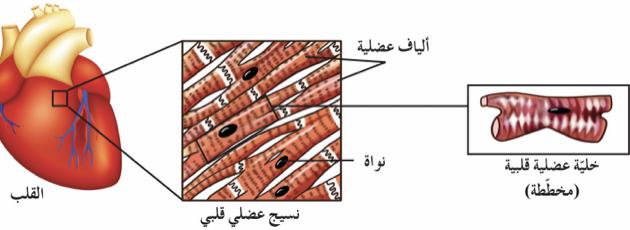 ألياف عضلية
نواة
خليّة عضلية قلبية
(مخطّطة)
القلب
نسيج عضلي قلبي